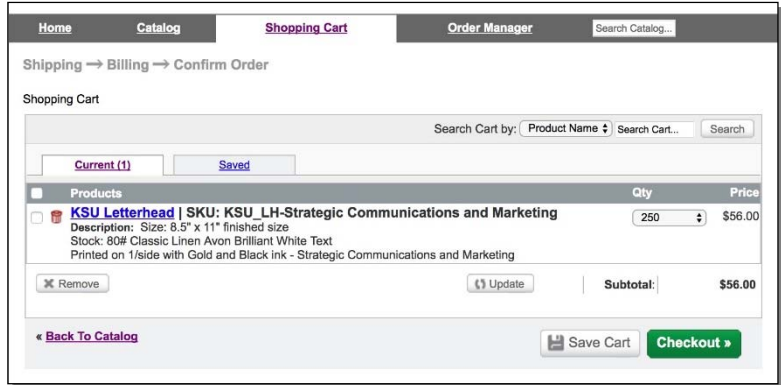 Home Catalog Shopping Cart Order Manager Search Catalog...
Shipping → Billing → Confirm Order
Shopping Cart
Search Cart by: Product Name Search Cart... Search
Current (1) Saved
Products Qty Price
KSU Letterhead | SKU: KSU_LH-Strategic Communications and Marketing 250 $56.00
Description: Size: 8.5" x 11" finished size
Stock: 80# Classic Linen Avon Brilliant White Text
Printed on 1/side with Gold and Black ink - Strategic Communications and Marketing
Remove Update Subtotal: $56.00
« Back To Catalog Save Cart Checkout »